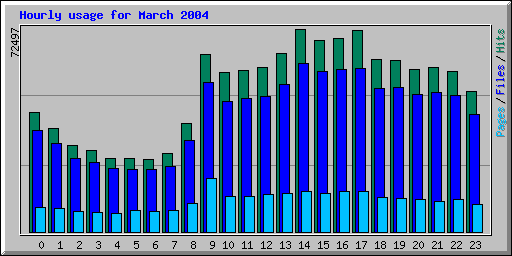 Hourly usage for March 2004
72497
Pages / Files / Hits
0 1 2 3 4 5 6 7 8 9 10 11 12 13 14 15 16 17 18 19 20 21 22 23